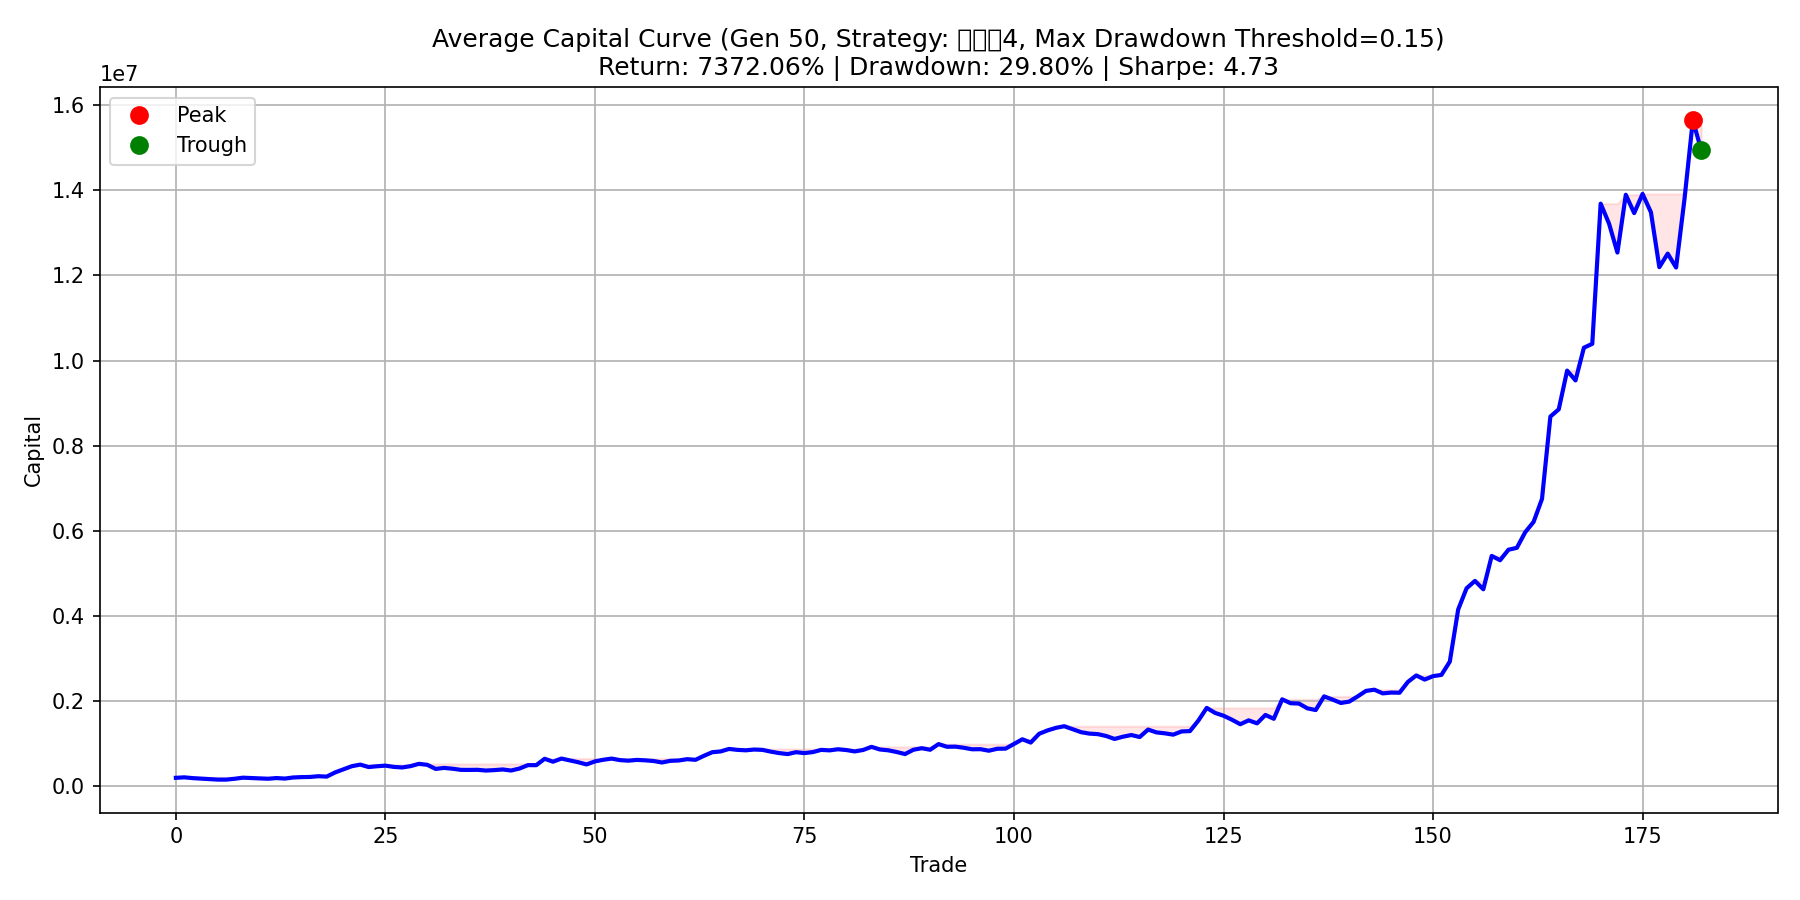 Average Capital Curve (Gen 50, Strategy: 4, Max Drawdown Threshold=0.15)
Return: 7372.06% | Drawdown: 29.80% | Sharpe: 4.73
1e7
Peak
Trough
1.6
1.4
1.2
1.0
0.8
0.6
0.4
0.2
0.0
Capital
0 25 50 75 100 125 150 175
Trade